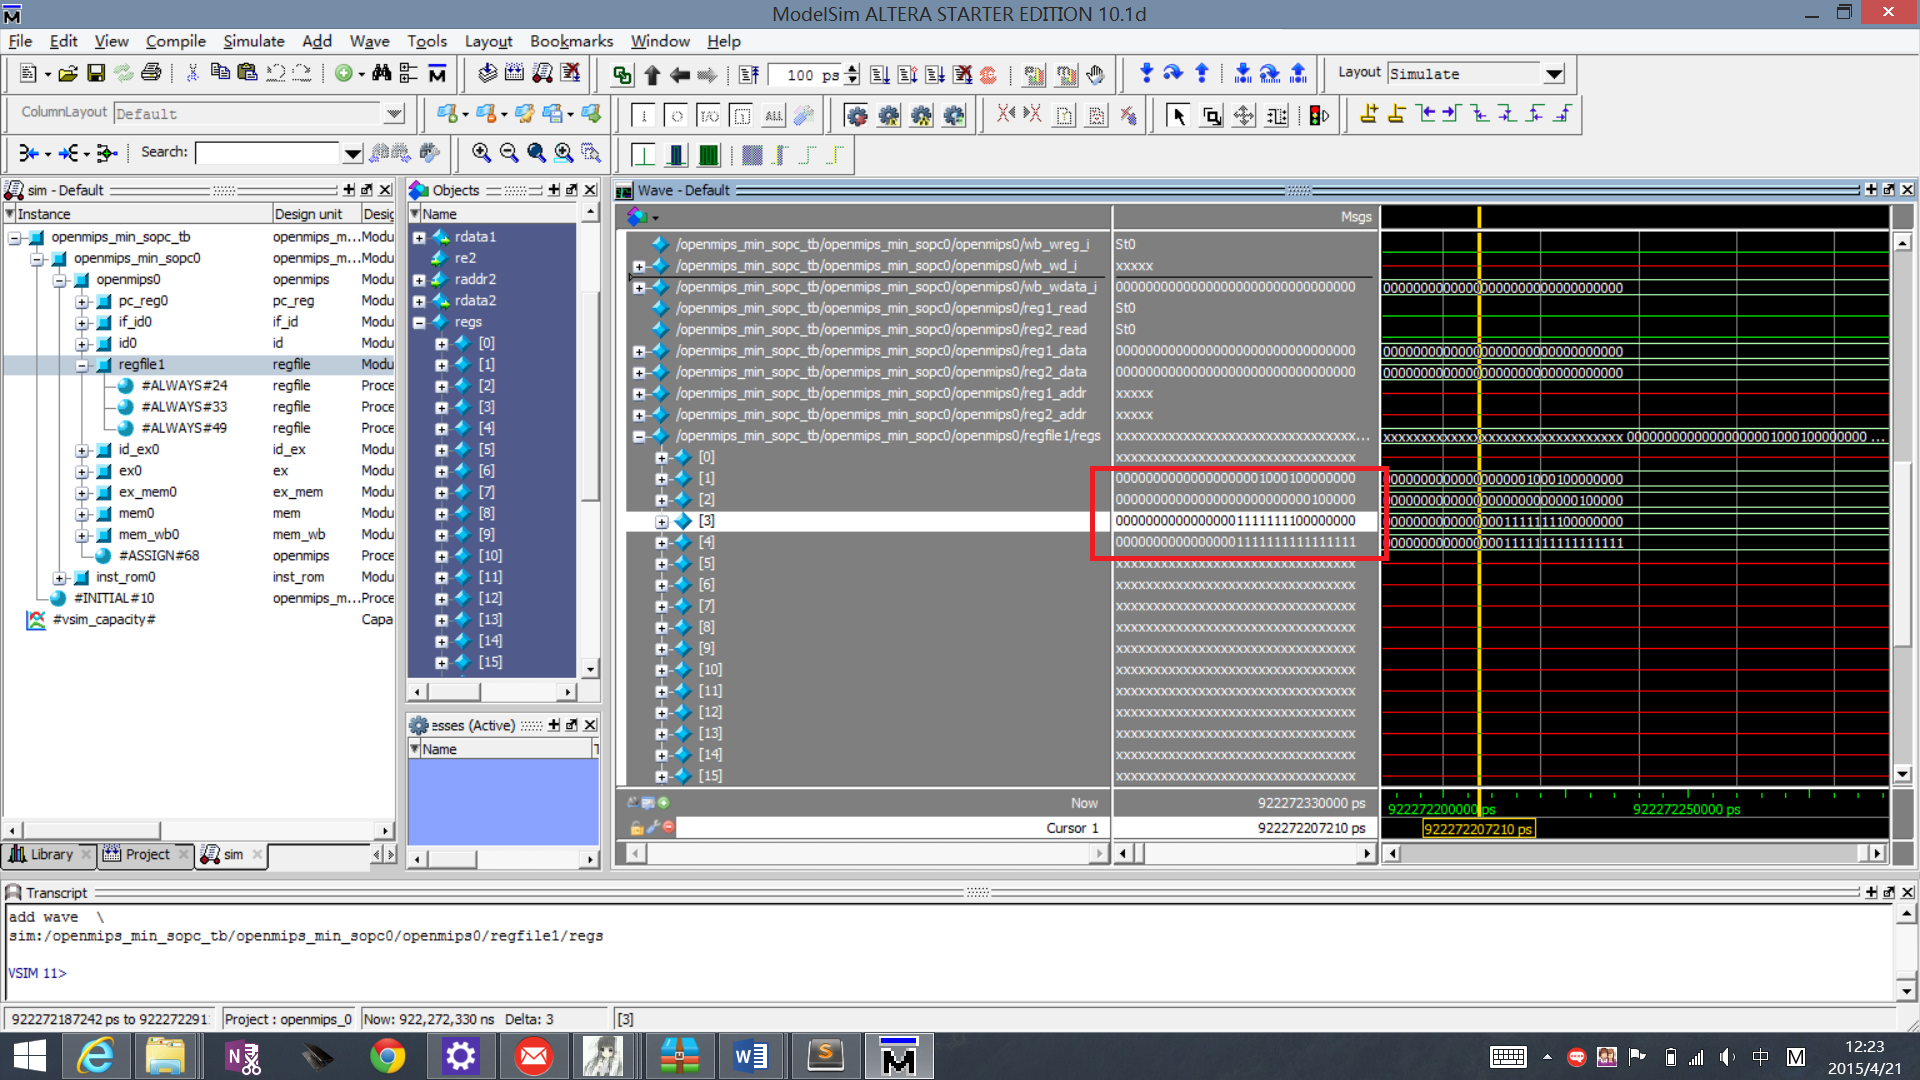 ModelSim ALTERA STARTER EDITION 10.1d
File Edit View Compile Simulate Add Wave Tools Layout Bookmarks Window Help
100 ps
Layout Simulate
ColumnLayout Default
ALL
Search:
sim - Default
Instance Design unit Desig
openmips_min_sopc_tb openmips_m... Modu
openmips_min_sopc0 openmips_m... Modu
openmips0 openmips Modu
pc_reg0 pc_reg Modu
if_id0 if_id Modu
id0 id Modu
regfile1 regfile Modu
#ALWAYS#24 regfile Proce
#ALWAYS#33 regfile Proce
#ALWAYS#49 regfile Proce
id_ex0 id_ex Modu
ex0 ex Modu
ex_mem0 ex_mem Modu
mem0 mem Modu
mem_wb0 mem_wb Modu
#ASSIGN#68 openmips Proce
inst_rom0 inst_rom Modu
#INITIAL#10 openmips_m... Proce
#vsim_capacity# Capa
Library Project sim
Objects
Name
rdata1
re2
raddr2
rdata2
regs
[0]
[1]
[2]
[3]
[4]
[5]
[6]
[7]
[8]
[9]
[10]
[11]
[12]
[13]
[14]
[15]
esses (Active)
Name
Wave - Default
Msgs
/openmips_min_sopc_tb/openmips_min_sopc0/openmips0/wb_wreg_i St0
/openmips_min_sopc_tb/openmips_min_sopc0/openmips0/wb_wd_i xxxxx
/openmips_min_sopc_tb/openmips_min_sopc0/openmips0/wb_wdata_i 00000000000000000000000000000000 00000000000000000000000000000000
/openmips_min_sopc_tb/openmips_min_sopc0/openmips0/reg1_read St0
/openmips_min_sopc_tb/openmips_min_sopc0/openmips0/reg2_read St0
/openmips_min_sopc_tb/openmips_min_sopc0/openmips0/reg1_data 00000000000000000000000000000000 00000000000000000000000000000000
/openmips_min_sopc_tb/openmips_min_sopc0/openmips0/reg2_data 00000000000000000000000000000000 00000000000000000000000000000000
/openmips_min_sopc_tb/openmips_min_sopc0/openmips0/reg1_addr xxxxx
/openmips_min_sopc_tb/openmips_min_sopc0/openmips0/reg2_addr xxxxx
/openmips_min_sopc_tb/openmips_min_sopc0/openmips0/regfile1/regs xxxxxxxxxxxxxxxxxxxxxxxxxxxxxxxx... xxxxxxxxxxxxxxxxxxxxxxxxxxxxxxxx 00000000000000000001000100000000 ...
[0] xxxxxxxxxxxxxxxxxxxxxxxxxxxxxxxx
[1] 00000000000000000001000100000000 00000000000000000001000100000000
[2] 00000000000000000000000000100000 00000000000000000000000000100000
[3] 00000000000000001111111100000000 00000000000000001111111100000000
[4] 00000000000000001111111111111111 00000000000000001111111111111111
[5] xxxxxxxxxxxxxxxxxxxxxxxxxxxxxxxx
[6] xxxxxxxxxxxxxxxxxxxxxxxxxxxxxxxx
[7] xxxxxxxxxxxxxxxxxxxxxxxxxxxxxxxx
[8] xxxxxxxxxxxxxxxxxxxxxxxxxxxxxxxx
[9] xxxxxxxxxxxxxxxxxxxxxxxxxxxxxxxx
[10] xxxxxxxxxxxxxxxxxxxxxxxxxxxxxxxx
[11] xxxxxxxxxxxxxxxxxxxxxxxxxxxxxxxx
[12] xxxxxxxxxxxxxxxxxxxxxxxxxxxxxxxx
[13] xxxxxxxxxxxxxxxxxxxxxxxxxxxxxxxx
[14] xxxxxxxxxxxxxxxxxxxxxxxxxxxxxxxx
[15] xxxxxxxxxxxxxxxxxxxxxxxxxxxxxxxx
Now 922272330000 ps 922272200000 ps 922272250000 ps
Cursor 1 922272207210 ps 922272207210 ps
Transcript
add wave \
sim:/openmips_min_sopc_tb/openmips_min_sopc0/openmips0/regfile1/regs
VSIM 11>
922272187242 ps to 922272291 Project : openmips_0 Now: 922,272,330 ns Delta: 3 [3]
中 M
12:23
2015/4/21